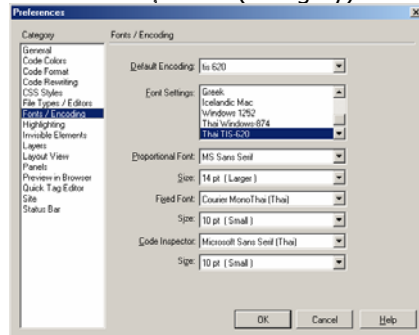 Preferences
Category
General
Code Colors
Code Format
Code Rewriting
CSS Styles
File Types / Editors
Fonts / Encoding
Highlighting
Invisible Elements
Layers
Layout View
Panels
Preview in Browser
Quick Tag Editor
Site
Status Bar
Fonts / Encoding
Default Encoding: tis 620
Font Settings: Greek
Icelandic Mac
Windows 1252
Thai Windows-874
Thai TIS-620
Proportional Font: MS Sans Serif
Size: 14 pt ( Larger )
Fixed Font: Courier MonoThai (Thai)
Size: 10 pt ( Small )
Code Inspector: Microsoft Sans Serif (Thai)
Size: 10 pt ( Small )
OK Cancel Help